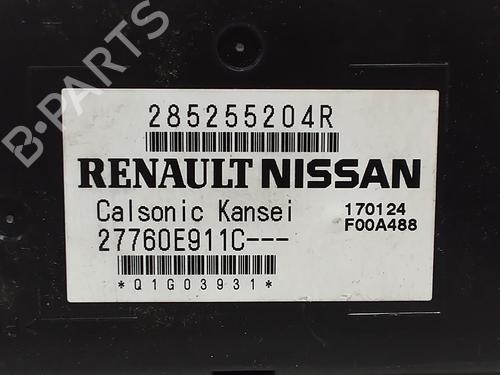 B-PARTS
285255204R
RENAULT NISSAN
Calsonic Kansei
170124
F00A488
27760E911C---
*Q1G03931*